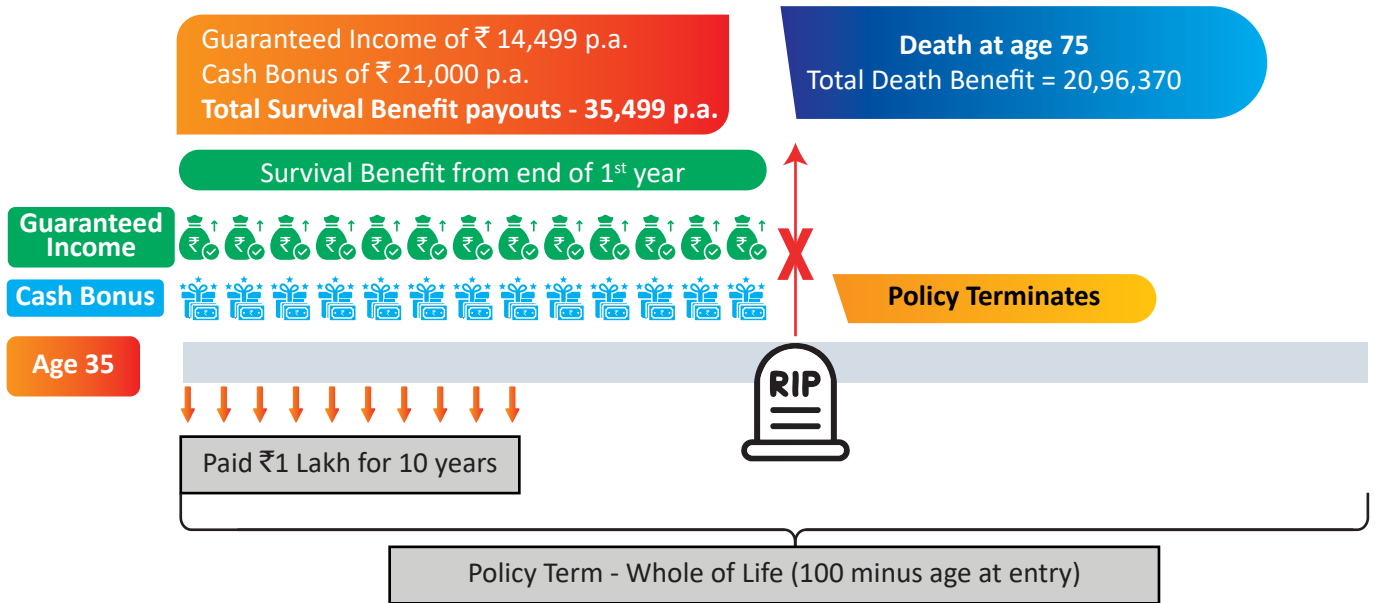 Guaranteed Income of ₹ 14,499 p.a.
Cash Bonus of ₹ 21,000 p.a.
Total Survival Benefit payouts - 35,499 p.a.
Death at age 75
Total Death Benefit = 20,96,370
Survival Benefit from end of 1st year
Guaranteed
Income
Cash Bonus
Policy Terminates
Age 35
RIP
Paid ₹1 Lakh for 10 years
Policy Term - Whole of Life (100 minus age at entry)